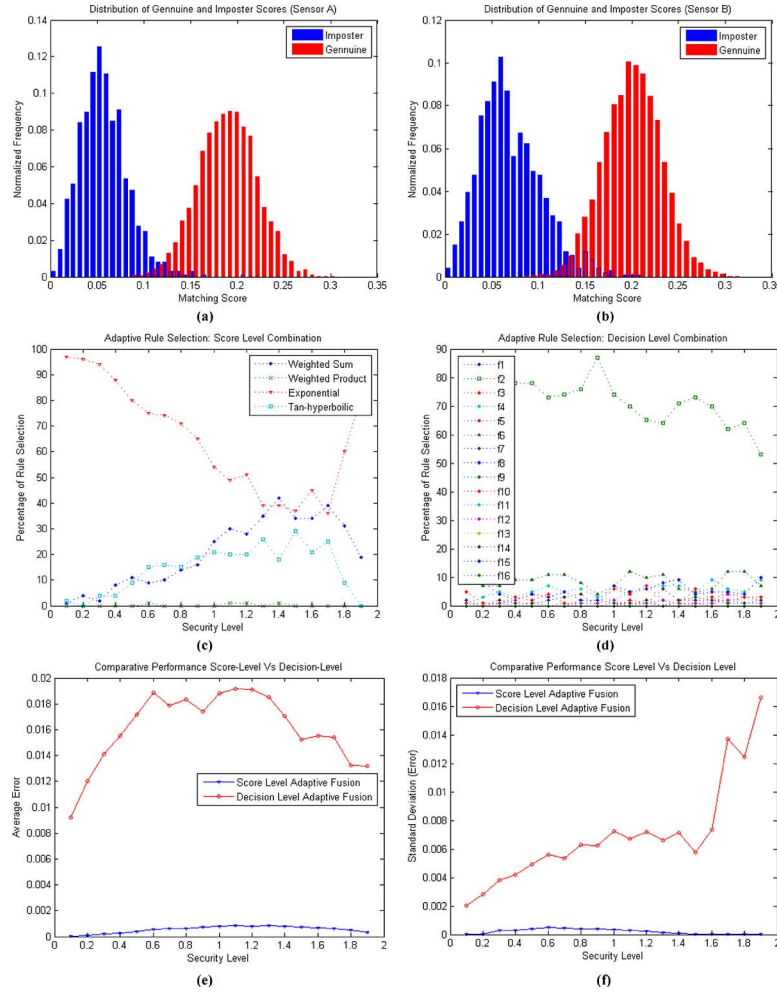 Distribution of Gennuine and Imposter Scores (Sensor A)
0.14
0.12
0.1
0.08
0.06
0.04
0.02
0
Normalized Frequency
Imposter
Gennuine
0.05
0.1
0.15
0.2
0.25
0.3
0.35
Matching Score
(a)
Distribution of Gennuine and Imposter Scores (Sensor B)
0.12
0.1
0.08
0.06
0.04
0.02
0
Normalized Frequency
Imposter
Gennuine
0
0.05
0.1
0.15
0.2
0.25
0.3
0.35
Matching Score
(b)
Adaptive Rule Selection: Score Level Combination
100
90
80
70
60
50
40
30
20
10
0
Percentage of Rule Selection
Weighted Sum
Weighted Product
Exponential
Tan-hyperboilic
0
0.2
0.4
0.6
0.8
1
1.2
1.4
1.6
1.8
2
Security Level
(c)
Adaptive Rule Selection: Decision Level Combination
90
80
70
60
50
40
30
20
10
0
Percentage of Rule Selection
f1
f2
f3
f4
f5
f6
f7
f8
f9
f10
f11
f12
f13
f14
f15
f16
0
0.2
0.4
0.6
0.8
1
1.2
1.4
1.6
1.8
2
Security Level
(d)
Comparative Performance Score-Level Vs Decision-Level
0.02
0.018
0.016
0.014
0.012
0.01
0.008
0.006
0.004
0.002
0
Average Error
Score Level Adaptive Fusion
Decision Level Adaptive Fusion
0
0.2
0.4
0.6
0.8
1
1.2
1.4
1.6
1.8
2
Security Level
(e)
Comparative Performance Score Level Vs Decision Level
0.018
0.016
0.014
0.012
0.01
0.008
0.006
0.004
0.002
0
Standard Deviation (Error)
Score Level Adaptive Fusion
Decision Level Adaptive Fusion
0
0.2
0.4
0.6
0.8
1
1.2
1.4
1.6
1.8
2
Security Level
(f)